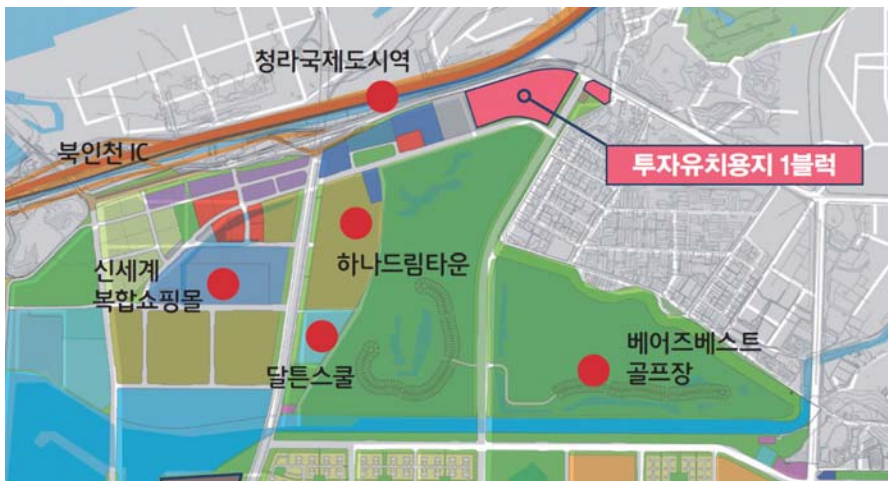 청라국제도시역
북인천 IC
투자유치용지 1블럭
하나드림타운
신세계
복합쇼핑몰
달튼스쿨
베어즈베스트
골프장